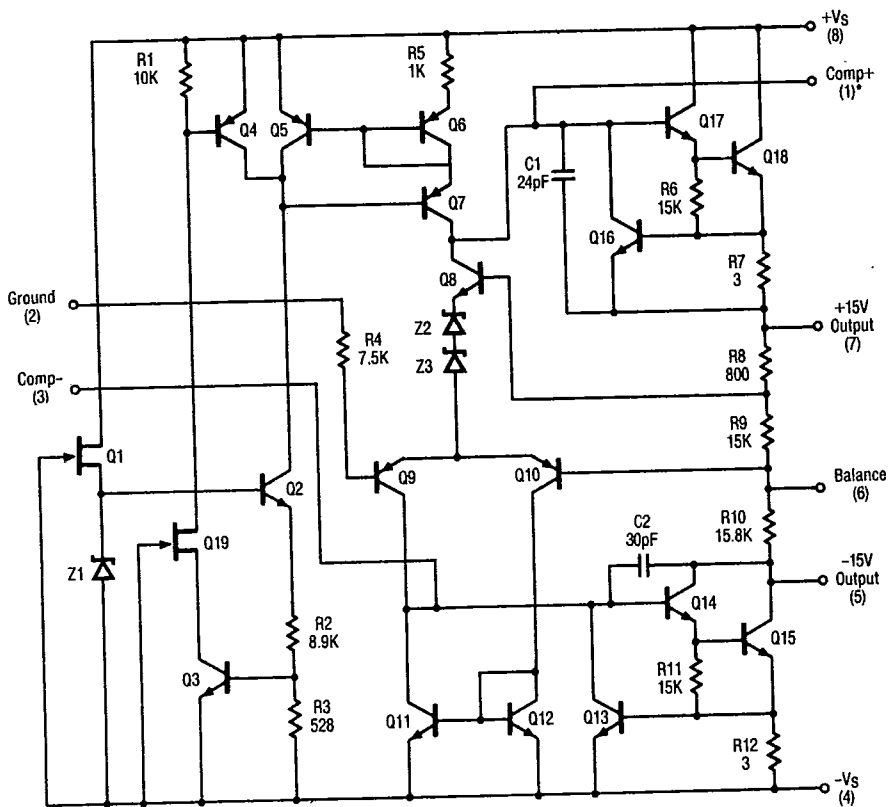 +VS
(8)
R1
10K
R5
1K
Comp+
(1)*
Q4
Q5
Q6
Q17
C1
24pF
Q18
R6
15K
Q7
Q16
R7
3
Q8
Ground
(2)
Z2
+15V
Output
(7)
R4
7.5K
Z3
R8
800
Comp-
(3)
R9
15K
Q1
Q2
Q9
Q10
Balance
(6)
C2
30pF
R10
15.8K
Q19
Z1
-15V
Output
(5)
Q14
R2
8.9K
Q15
R11
15K
Q3
R3
528
Q11
Q12
Q13
R12
3
-VS
(4)